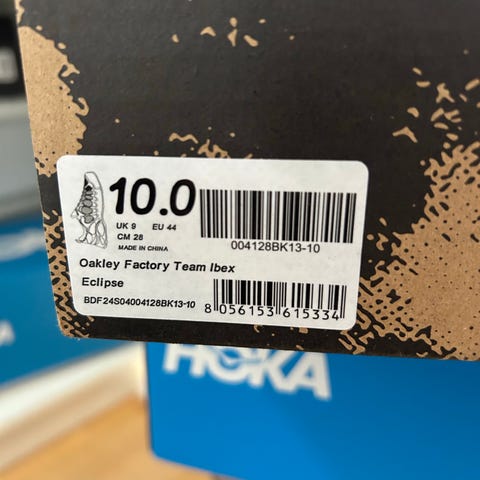 10.0
UK 9 EU 44
CM 28
MADE IN CHINA
004128BK13-10
Oakley Factory Team Ibex
Eclipse
BDF24S04004128BK13-10
8 056153 615334
HOKA